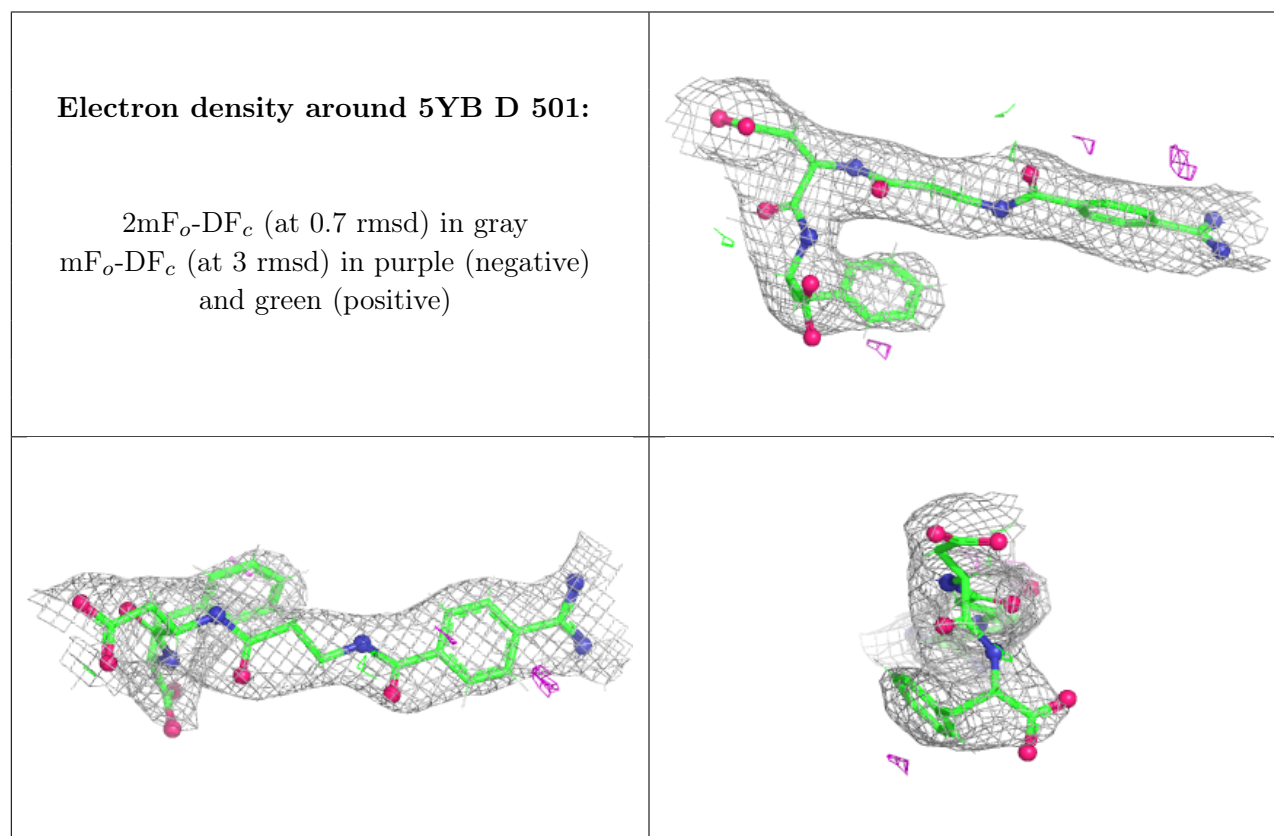 Electron density around 5YB D 501:
2mFₒ-DF𝒸 (at 0.7 rmsd) in gray
mFₒ-DF𝒸 (at 3 rmsd) in purple (negative)
and green (positive)